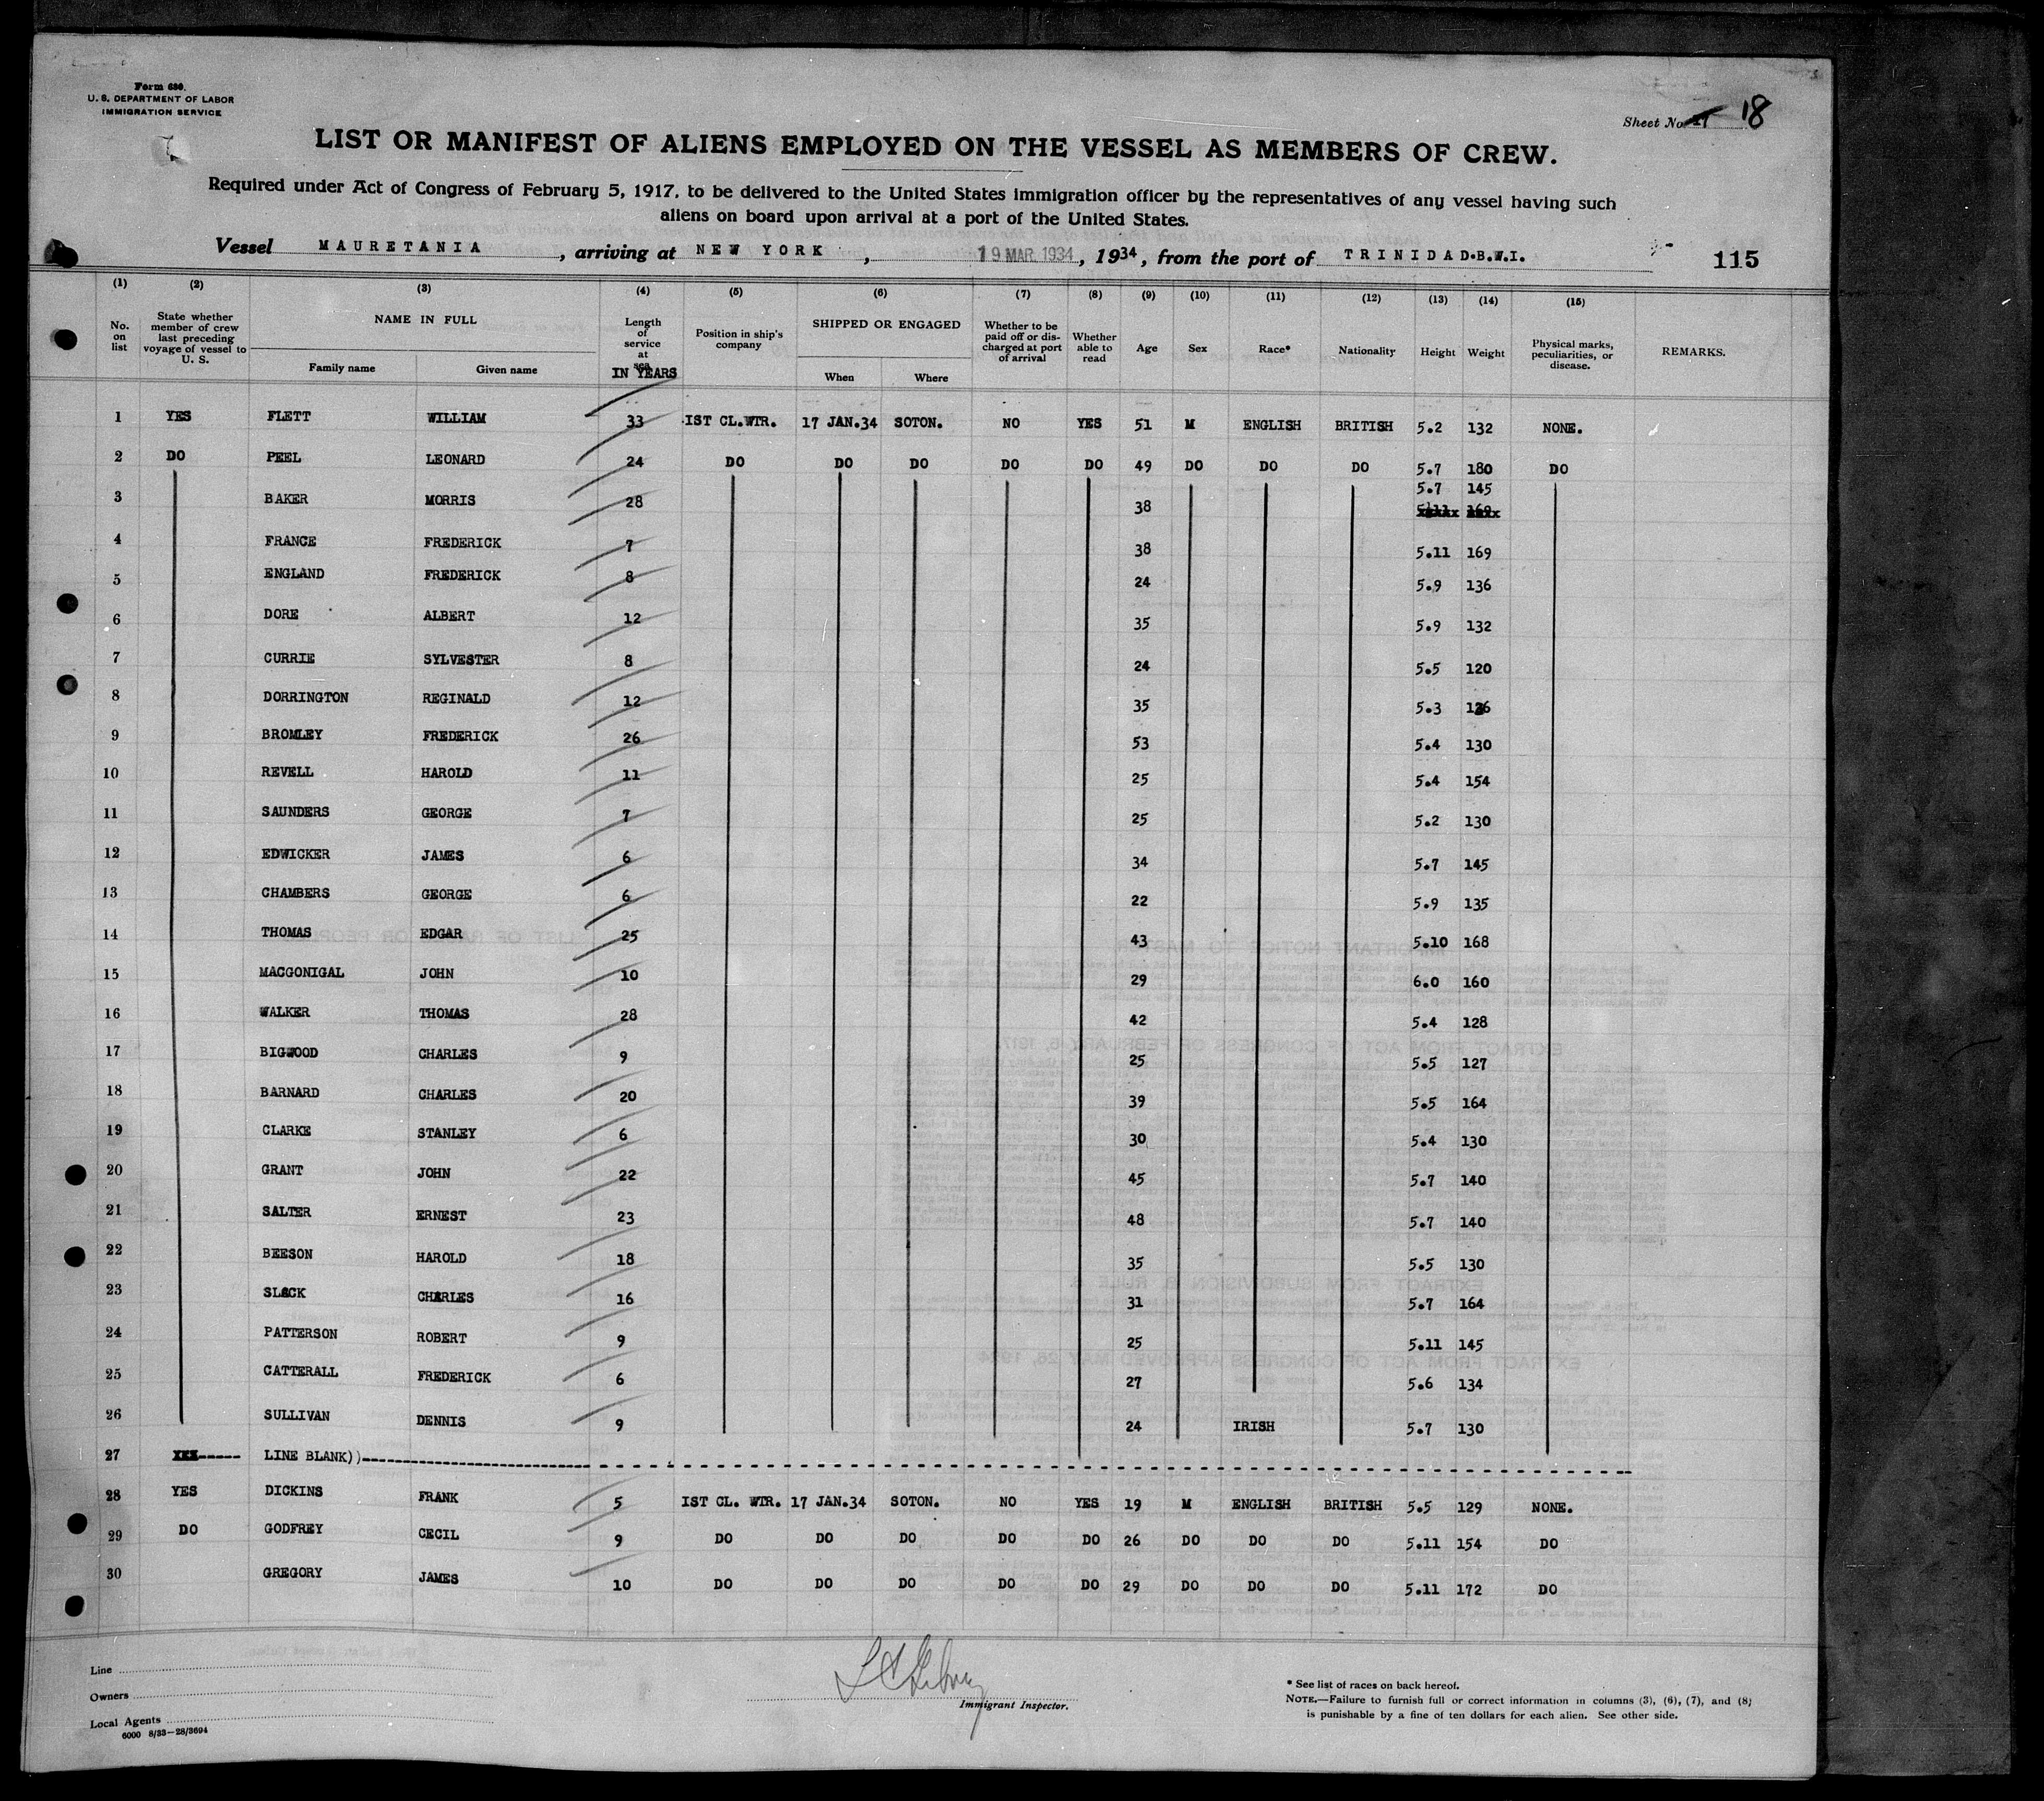 Form 680.
U. S. DEPARTMENT OF LABOR
IMMIGRATION SERVICE
Sheet No. 18
LIST OR MANIFEST OF ALIENS EMPLOYED ON THE VESSEL AS MEMBERS OF CREW.
Required under Act of Congress of February 5, 1917, to be delivered to the United States immigration officer by the representatives of any vessel having such
aliens on board upon arrival at a port of the United States.
Vessel MAURETANIA, arriving at NEW YORK, 19 MAR 1934, 1934, from the port of TRINIDAD.B.W.I. 115
(1) (2) (3) (4) (5) (6) (7) (8) (9) (10) (11) (12) (13) (14) (15)
No. on list State whether member of crew last preceding voyage of vessel to U. S. NAME IN FULL Family name Given name Length of service at sea IN YEARS Position in ship's company SHIPPED OR ENGAGED When Where Whether to be paid off or discharged at port of arrival Whether able to read Age Sex Race* Nationality Height Weight Physical marks, peculiarities, or disease. REMARKS.
1 YES FLETT WILLIAM 33 IST CL.WTR. 17 JAN.34 SOTON. NO YES 51 M ENGLISH BRITISH 5.2 132 NONE.
2 DO PEEL LEONARD 24 DO DO DO DO DO 49 DO DO DO 5.7 180 DO
3 BAKER MORRIS 28 38 5.7 145
4 FRANCE FREDERICK 7 38 5.11 169
5 ENGLAND FREDERICK 8 24 5.9 136
6 DORE ALBERT 12 35 5.9 132
7 CURRIE SYLVESTER 8 24 5.5 120
8 DORRINGTON REGINALD 12 35 5.3
9 BROMLEY FREDERICK 26 53 5.4 130
10 REVELL HAROLD 11 25 5.4 154
11 SAUNDERS GEORGE 7 25 5.2 130
12 EDWICKER JAMES 6 34 5.7 145
13 CHAMBERS GEORGE 6 22 5.9 135
14 THOMAS EDGAR 25 43 5.10 168
15 MACGONIGAL JOHN 10 29 6.0 160
16 WALKER THOMAS 28 42 5.4 128
17 BIGWOOD CHARLES 9 25 5.5 127
18 BARNARD CHARLES 20 39 5.5 164
19 CLARKE STANLEY 6 30 5.4 130
20 GRANT JOHN 22 45 5.7 140
21 SALTER ERNEST 23 48 5.7 140
22 BEESON HAROLD 18 35 5.5 130
23 SLACK CHARLES 16 31 5.7 164
24 PATTERSON ROBERT 9 25 5.11 145
25 CATTERALL FREDERICK 6 27 5.6 134
26 SULLIVAN DENNIS 9 24 IRISH 5.7 130
27 LINE BLANK))
28 YES DICKINS FRANK 5 IST CL. WTR. 17 JAN.34 SOTON. NO YES 19 M ENGLISH BRITISH 5.5 129 NONE.
29 DO GODFREY CECIL 9 DO DO DO DO DO 26 DO DO DO 5.11 154 DO
30 GREGORY JAMES 10 DO DO DO DO DO 29 DO DO DO 5.11 172 DO
Line
Owners
Local Agents
6000 8/33—28/3694
Immigrant Inspector.
* See list of races on back hereof.
NOTE.—Failure to furnish full or correct information in columns (3), (6), (7), and (8)
is punishable by a fine of ten dollars for each alien. See other side.